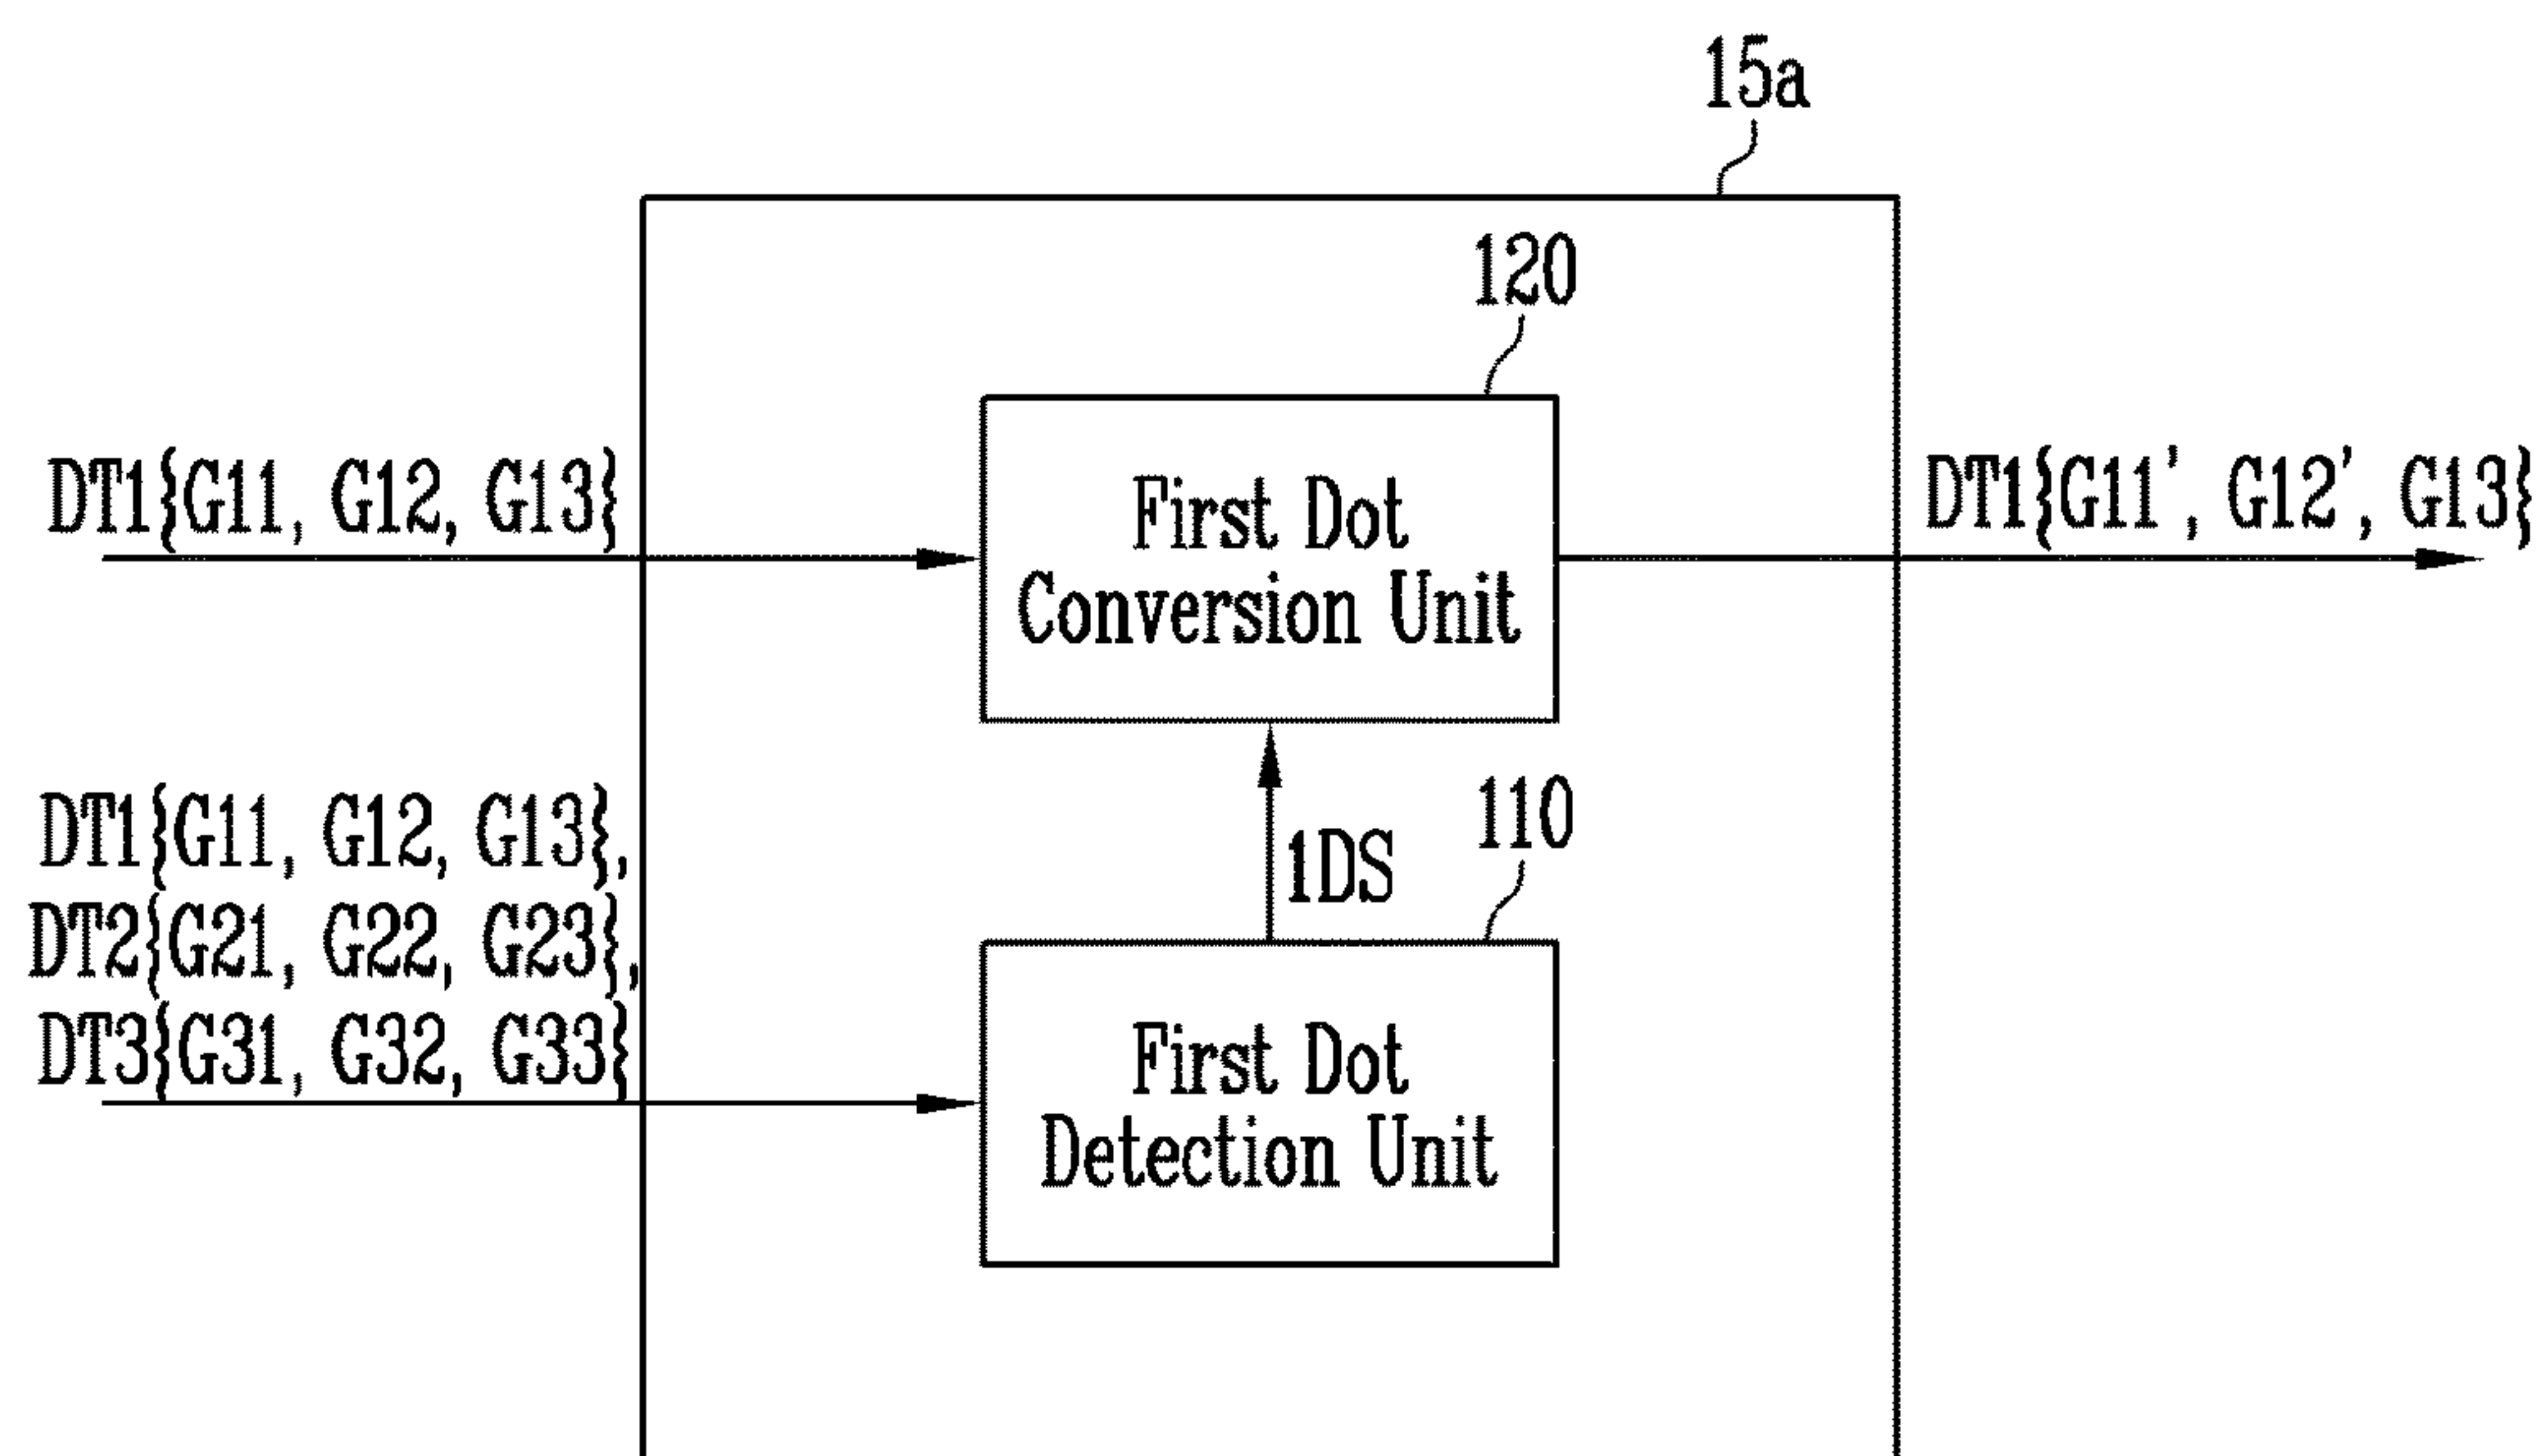 15a
120
DT1{G11, G12, G13}
First Dot
Conversion Unit
DT1{G11', G12', G13}
DT1{G11, G12, G13},
DT2{G21, G22, G23},
DT3{G31, G32, G33}
1DS
110
First Dot
Detection Unit